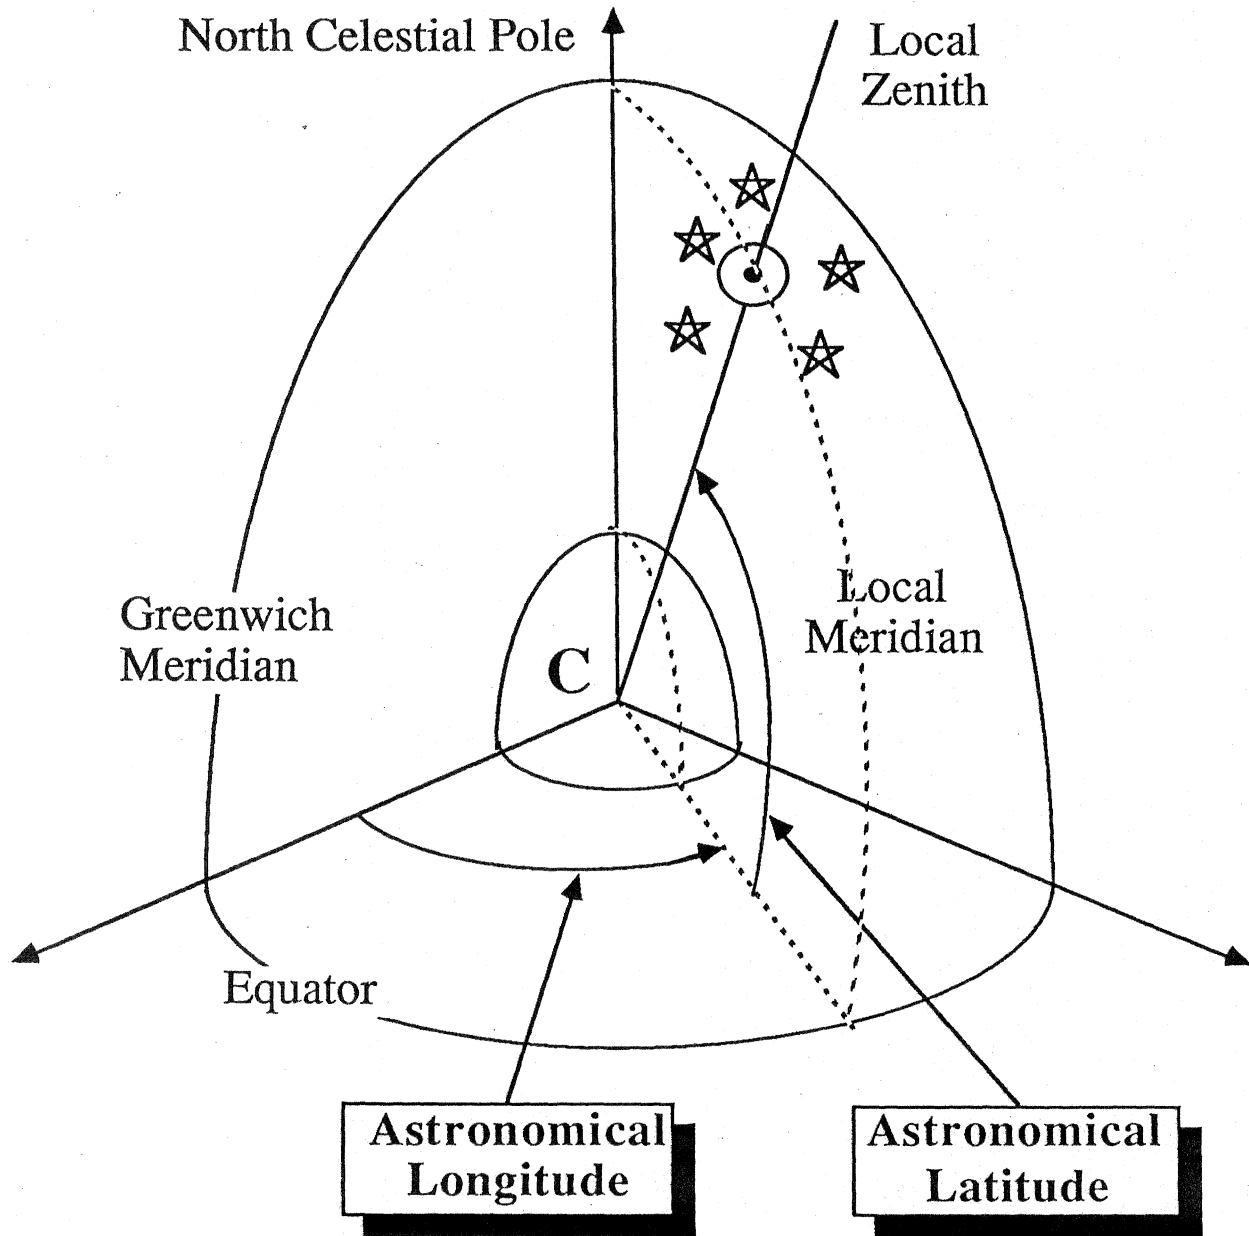 North Celestial Pole
Local
Zenith
Greenwich
Meridian
C
Local
Meridian
Equator
Astronomical
Longitude
Astronomical
Latitude